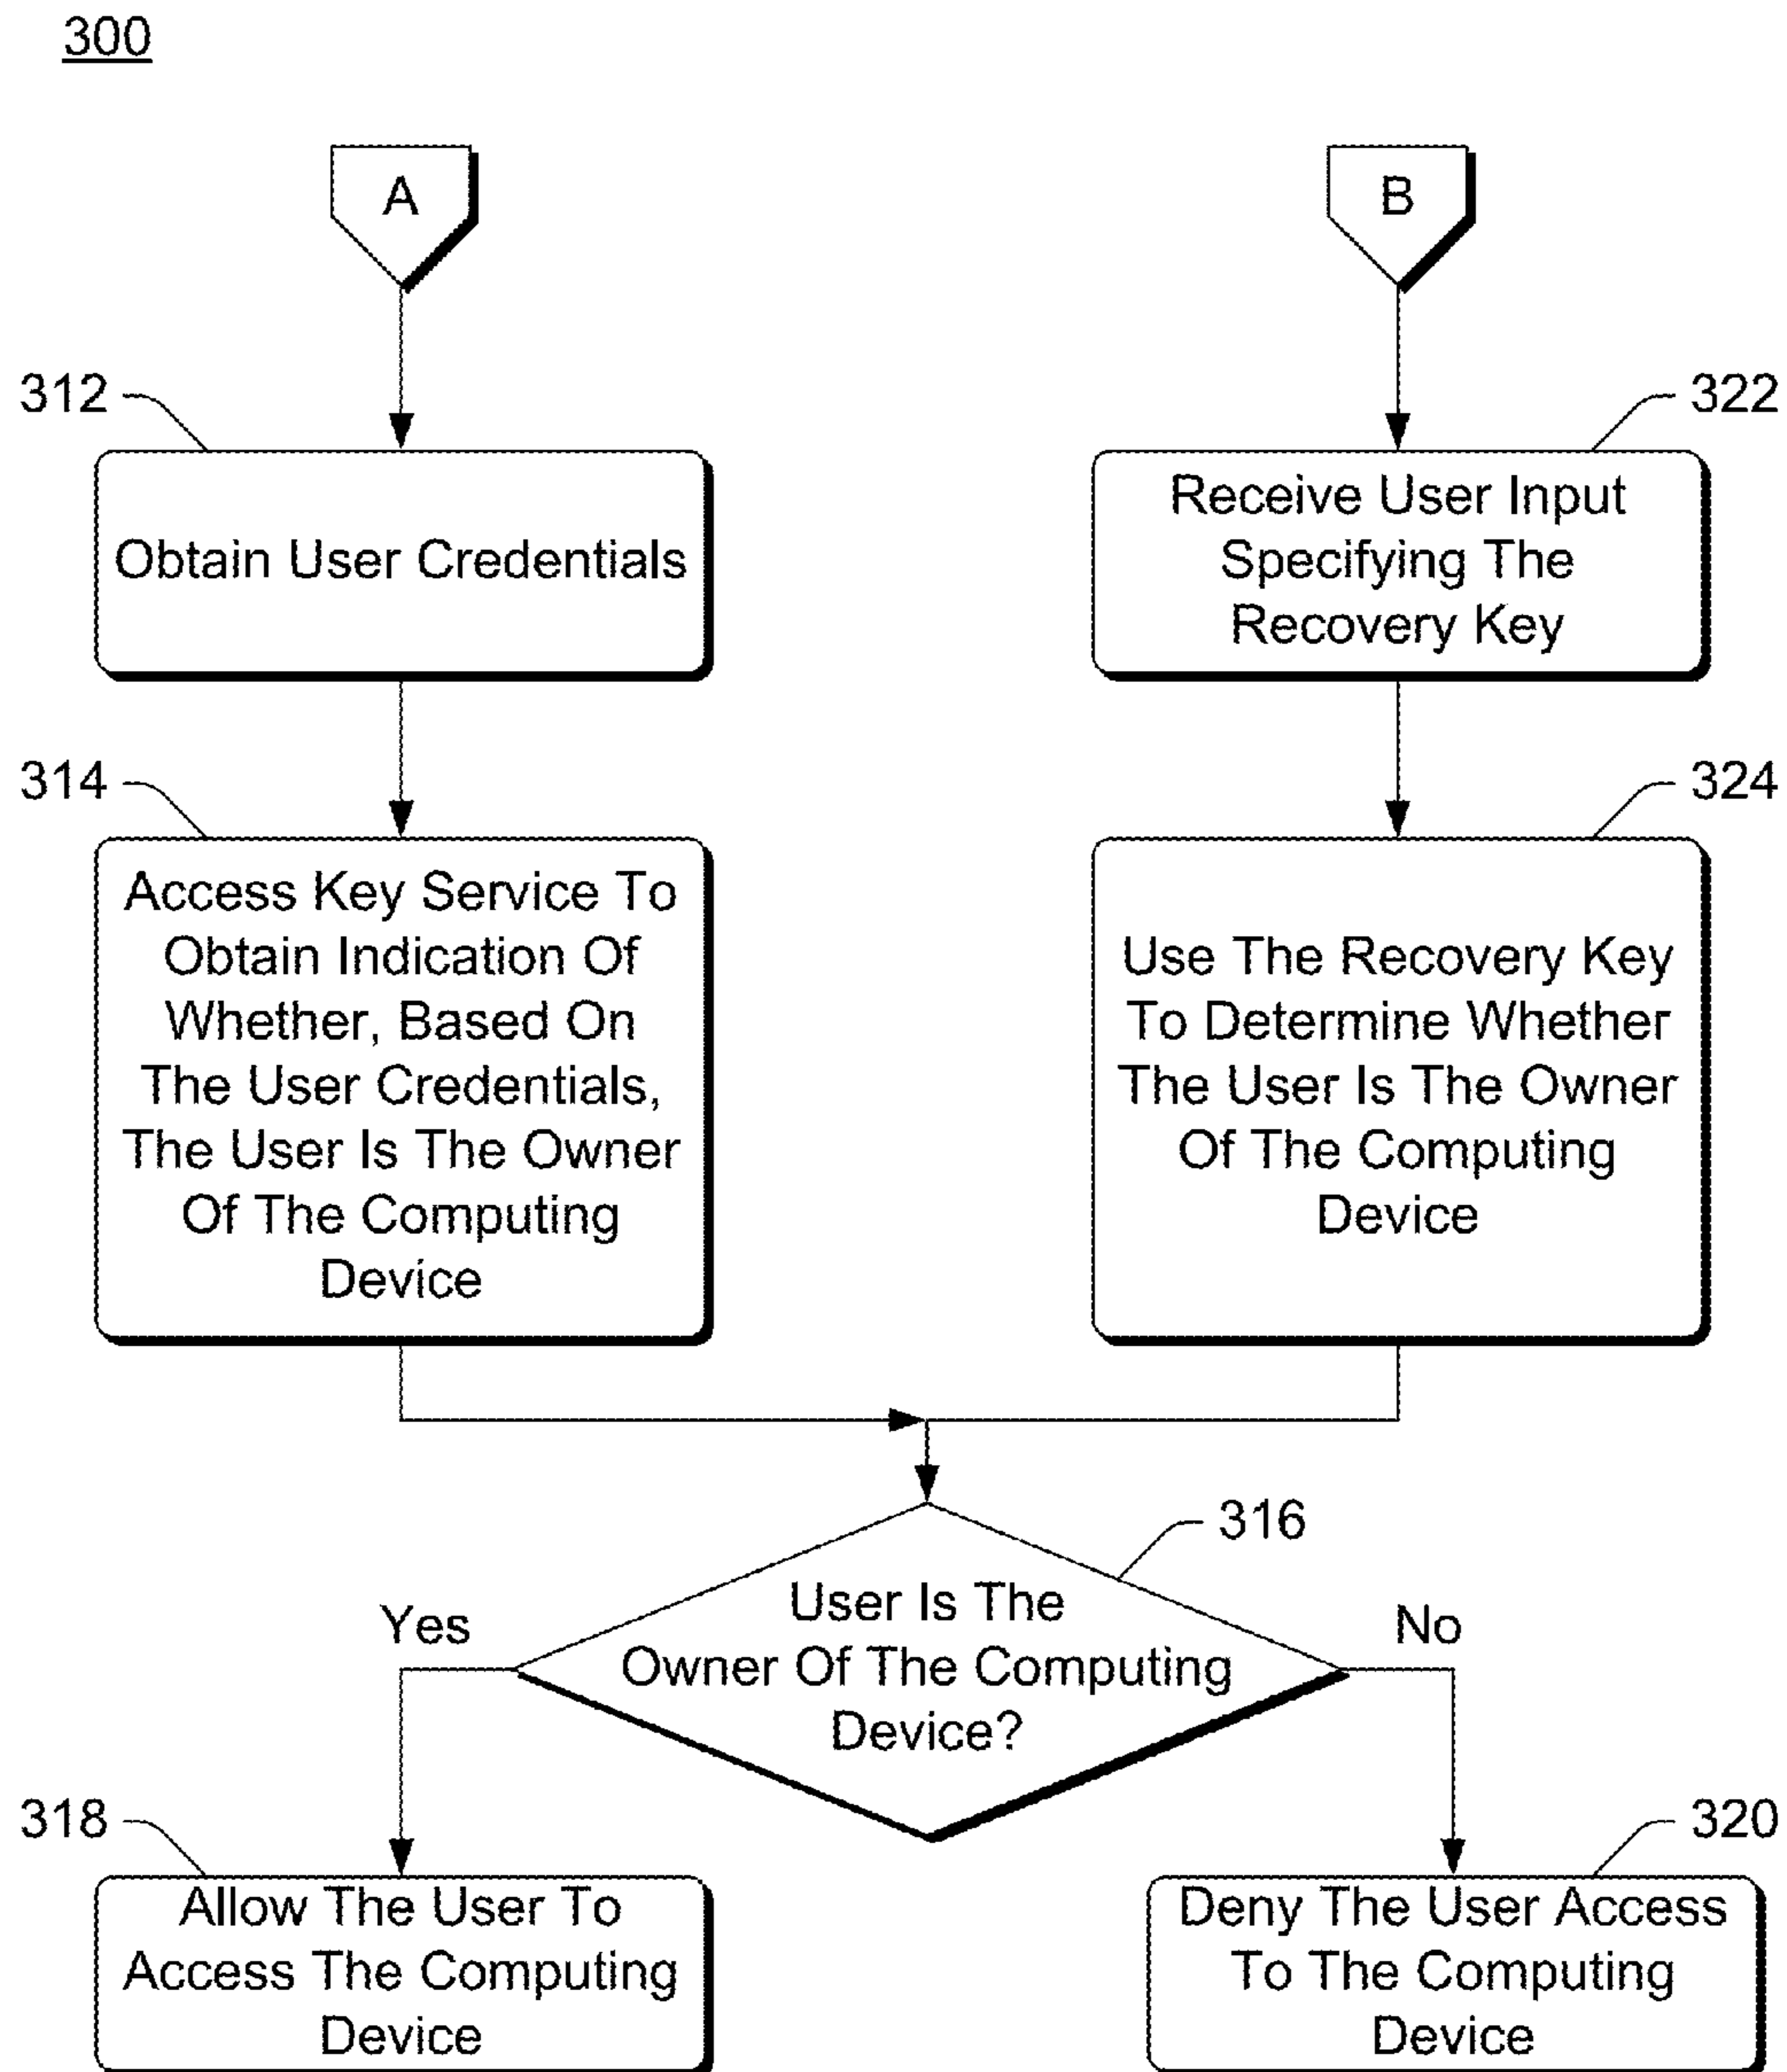 300
A
B
312
Obtain User Credentials
322
Receive User Input
Specifying The
Recovery Key
314
Access Key Service To
Obtain Indication Of
Whether, Based On
The User Credentials,
The User Is The Owner
Of The Computing
Device
324
Use The Recovery Key
To Determine Whether
The User Is The Owner
Of The Computing
Device
316
User Is The
Owner Of The Computing
Device?
Yes
No
318
Allow The User To
Access The Computing
Device
320
Deny The User Access
To The Computing
Device